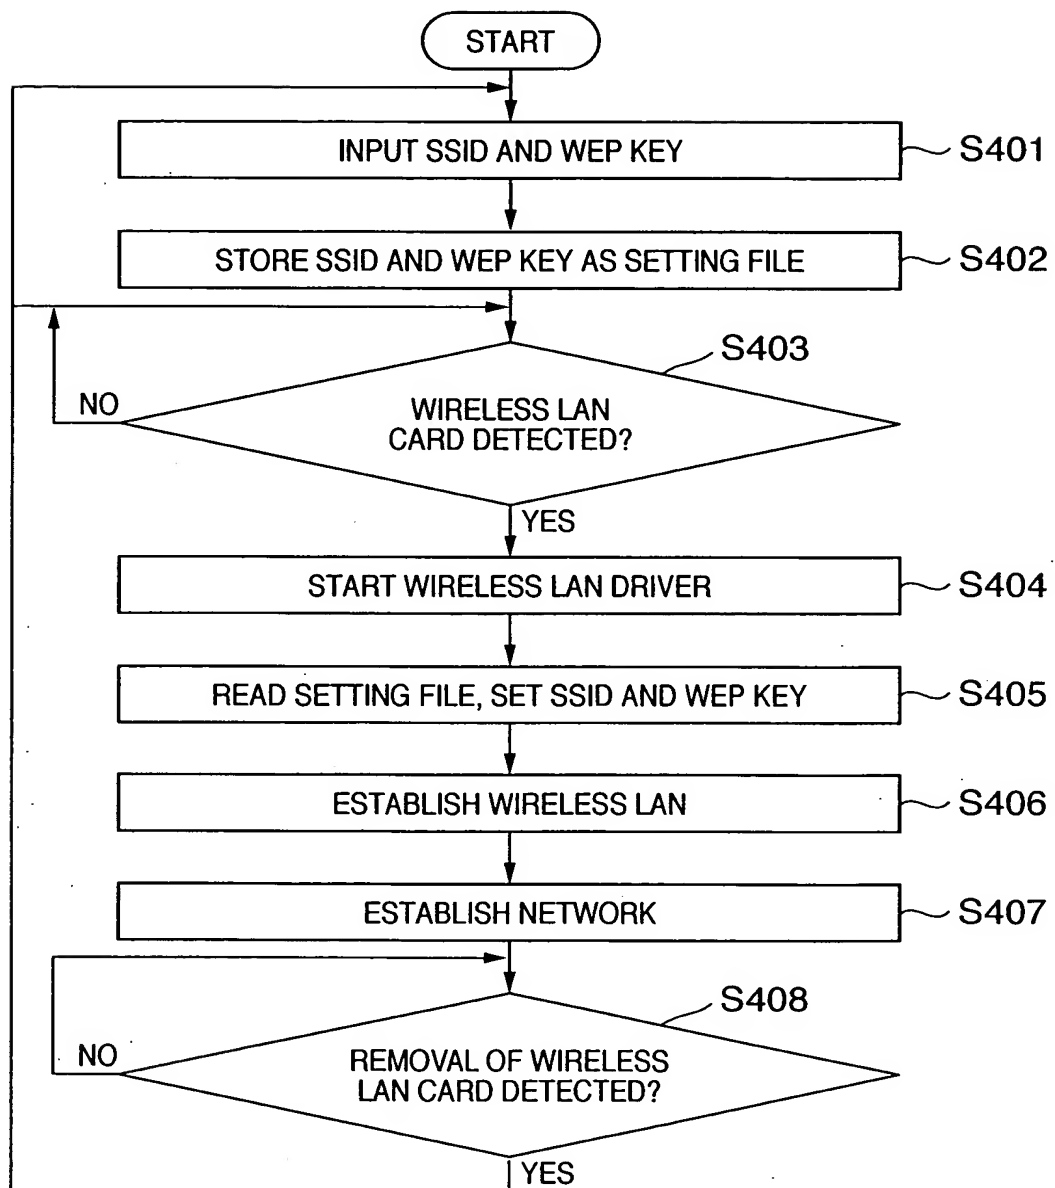 START
INPUT SSID AND WEP KEY
S401
STORE SSID AND WEP KEY AS SETTING FILE
S402
S403
NO
WIRELESS LAN
CARD DETECTED?
YES
START WIRELESS LAN DRIVER
S404
READ SETTING FILE, SET SSID AND WEP KEY
S405
ESTABLISH WIRELESS LAN
S406
ESTABLISH NETWORK
S407
S408
NO
REMOVAL OF WIRELESS
LAN CARD DETECTED?
YES